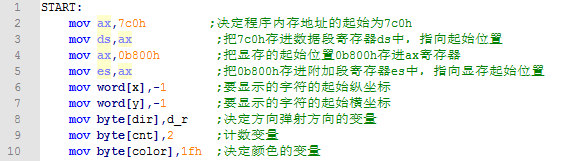 1 START:
2 mov ax,7c0h ;决定程序内存地址的起始为7c0h
3 mov ds,ax ;把7c0h存进数据段寄存器ds中，指向起始位置
4 mov ax,0b800h ;把显存的起始位置0b800h存进ax寄存器
5 mov es,ax ;把0b800h存进附加段寄存器es中，指向显存起始位置
6 mov word[x],-1 ;要显示的字符的起始纵坐标
7 mov word[y],-1 ;要显示的字符的起始横坐标
8 mov byte[dir],d_r ;决定方向弹射方向的变量
9 mov byte[cnt],2 ;计数变量
10 mov byte[color],1fh ;决定颜色的变量